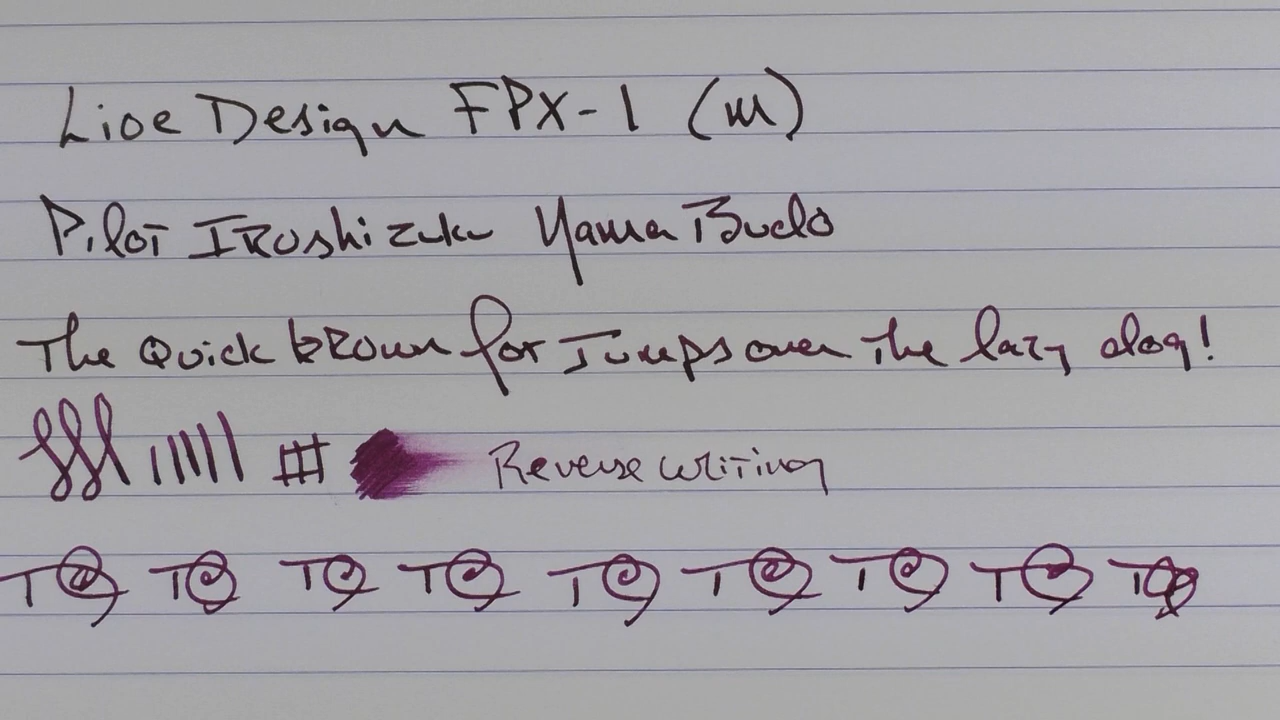 Lioe Design FPX-1 (m)
Pilot Iroshizuku Yama Budo
The Quick brown fox Jumps over the lazy dog!
Reverse writing